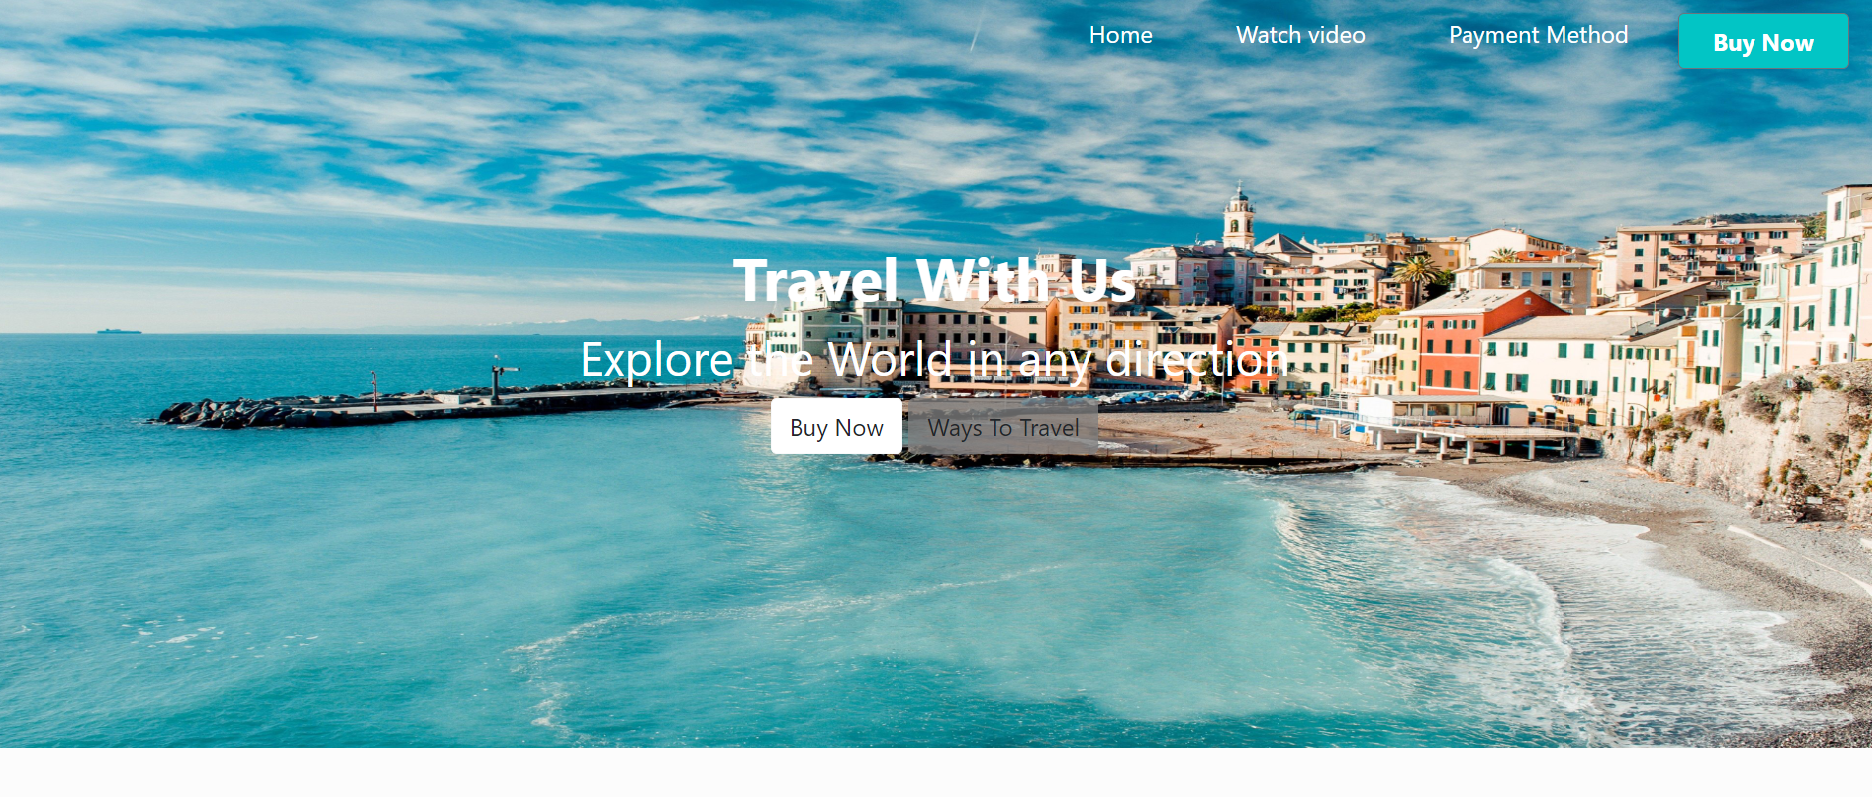 Home Watch video Payment Method Buy Now
Travel With Us
Explore the World in any direction
Buy Now Ways To Travel